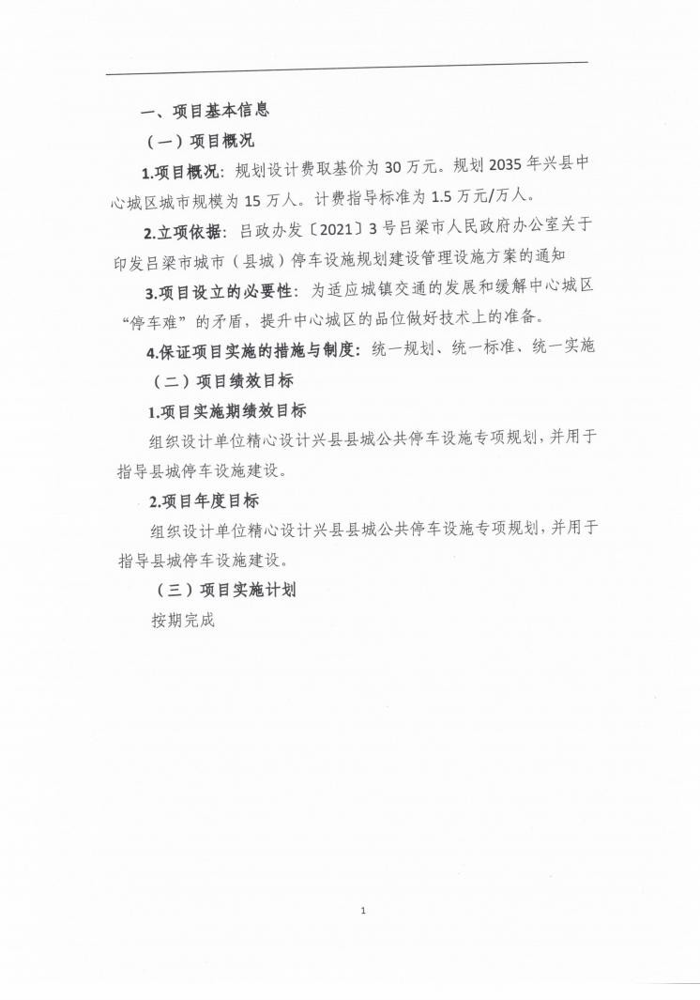 一、项目基本信息
（一）项目概况
1.项目概况：规划设计费取基价为 30 万元。规划 2035 年兴县中
心城区城市规模为 15 万人。计费指导标准为 1.5 万元/万人。
2.立项依据：吕政办发〔2021〕3 号吕梁市人民政府办公室关于
印发吕梁市城市（县城）停车设施规划建设管理设施方案的通知
3.项目设立的必要性：为适应城镇交通的发展和缓解中心城区
“停车难”的矛盾，提升中心城区的品位做好技术上的准备。
4.保证项目实施的措施与制度：统一规划、统一标准、统一实施
（二）项目绩效目标
1.项目实施期绩效目标
组织设计单位精心设计兴县县城公共停车设施专项规划，并用于
指导县城停车设施建设。
2.项目年度目标
组织设计单位精心设计兴县县城公共停车设施专项规划，并用于
指导县城停车设施建设。
（三）项目实施计划
按期完成
1